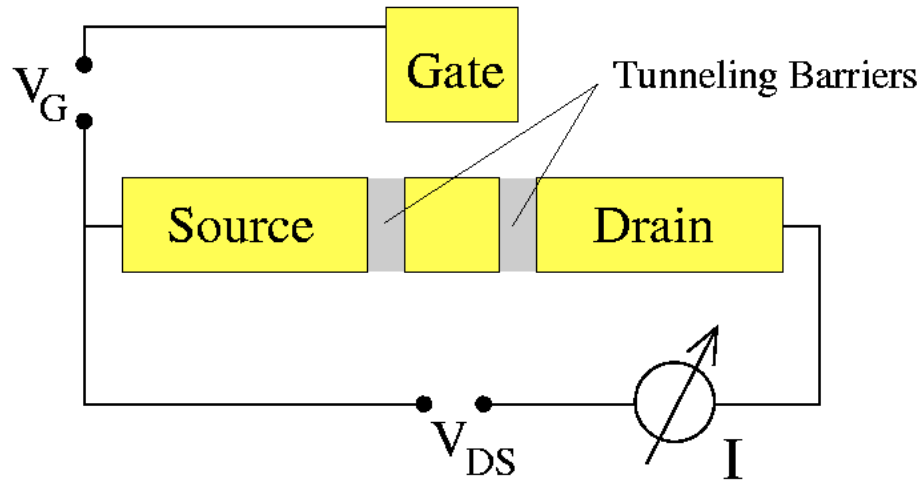 Gate
Tunneling Barriers
V_G
Source
Drain
V_DS
I